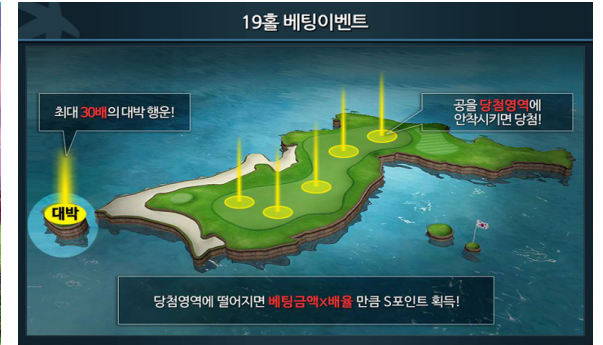 19홀 베팅이벤트
최대 30배의 대박 행운!
공을 당첨영역에
안착시키면 당첨!
대박
당첨영역에 떨어지면 베팅금액x배율 만큼 S포인트 획득!